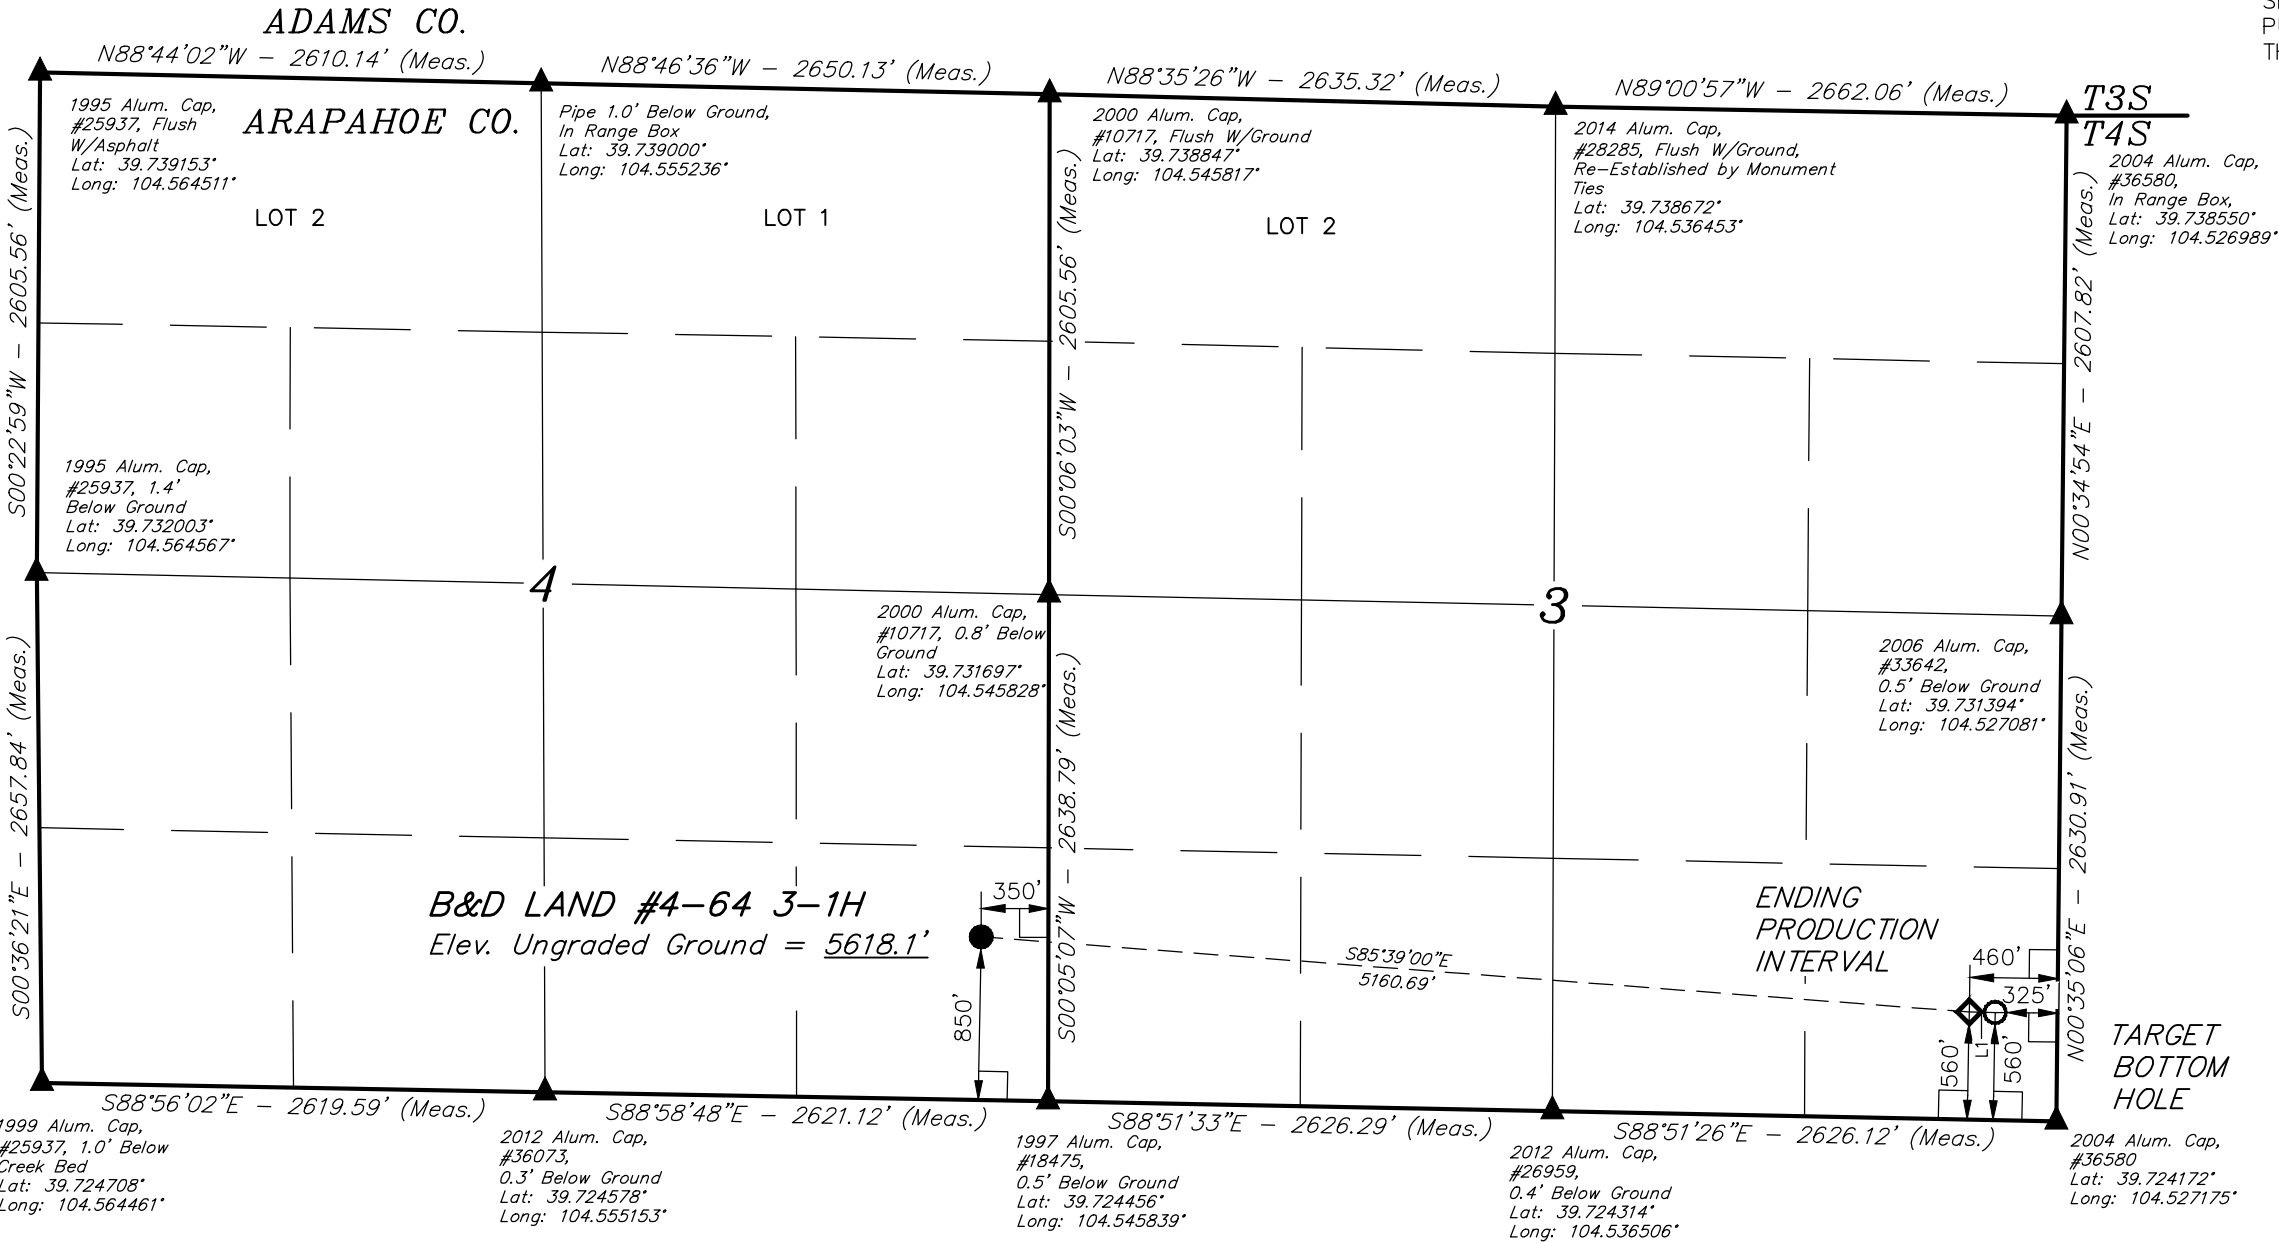 ADAMS CO.
N88°44'02"W – 2610.14' (Meas.)
N88°46'36"W – 2650.13' (Meas.)
N88°35'26"W – 2635.32' (Meas.)
N89°00'57"W – 2662.06' (Meas.)
T3S
T4S
ARAPAHOE CO.
1995 Alum. Cap,
#25937, Flush
W/Asphalt
Lat: 39.739153°
Long: 104.564511°
Pipe 1.0' Below Ground,
In Range Box
Lat: 39.739000°
Long: 104.555236°
2000 Alum. Cap,
#10717, Flush W/Ground
Lat: 39.738847°
Long: 104.545817°
2014 Alum. Cap,
#28285, Flush W/Ground,
Re-Established by Monument
Ties
Lat: 39.738672°
Long: 104.536453°
2004 Alum. Cap,
#36580,
In Range Box,
Lat: 39.738550°
Long: 104.526989°
LOT 2
LOT 1
LOT 2
S00°22'59"W – 2605.56' (Meas.)
S00°06'03"W – 2605.56' (Meas.)
N00°34'54"E – 2607.82' (Meas.)
1995 Alum. Cap,
#25937, 1.4'
Below Ground
Lat: 39.732003°
Long: 104.564567°
4
3
2000 Alum. Cap,
#10717, 0.8' Below
Ground
Lat: 39.731697°
Long: 104.545828°
2006 Alum. Cap,
#33642,
0.5' Below Ground
Lat: 39.731394°
Long: 104.527081°
S00°36'21"E – 2657.84' (Meas.)
S00°05'07"W – 2638.79' (Meas.)
N00°35'06"E – 2630.91' (Meas.)
B&D LAND #4-64 3-1H
Elev. Ungraded Ground = 5618.1'
350'
850'
S85°39'00"E
5160.69'
ENDING
PRODUCTION
INTERVAL
460'
325'
560'
L1
560'
TARGET
BOTTOM
HOLE
S88°56'02"E – 2619.59' (Meas.)
S88°58'48"E – 2621.12' (Meas.)
S88°51'33"E – 2626.29' (Meas.)
S88°51'26"E – 2626.12' (Meas.)
1999 Alum. Cap,
#25937, 1.0' Below
Creek Bed
Lat: 39.724708°
Long: 104.564461°
2012 Alum. Cap,
#36073,
0.3' Below Ground
Lat: 39.724578°
Long: 104.555153°
1997 Alum. Cap,
#18475,
0.5' Below Ground
Lat: 39.724456°
Long: 104.545839°
2012 Alum. Cap,
#26959,
0.4' Below Ground
Lat: 39.724314°
Long: 104.536506°
2004 Alum. Cap,
#36580
Lat: 39.724172°
Long: 104.527175°